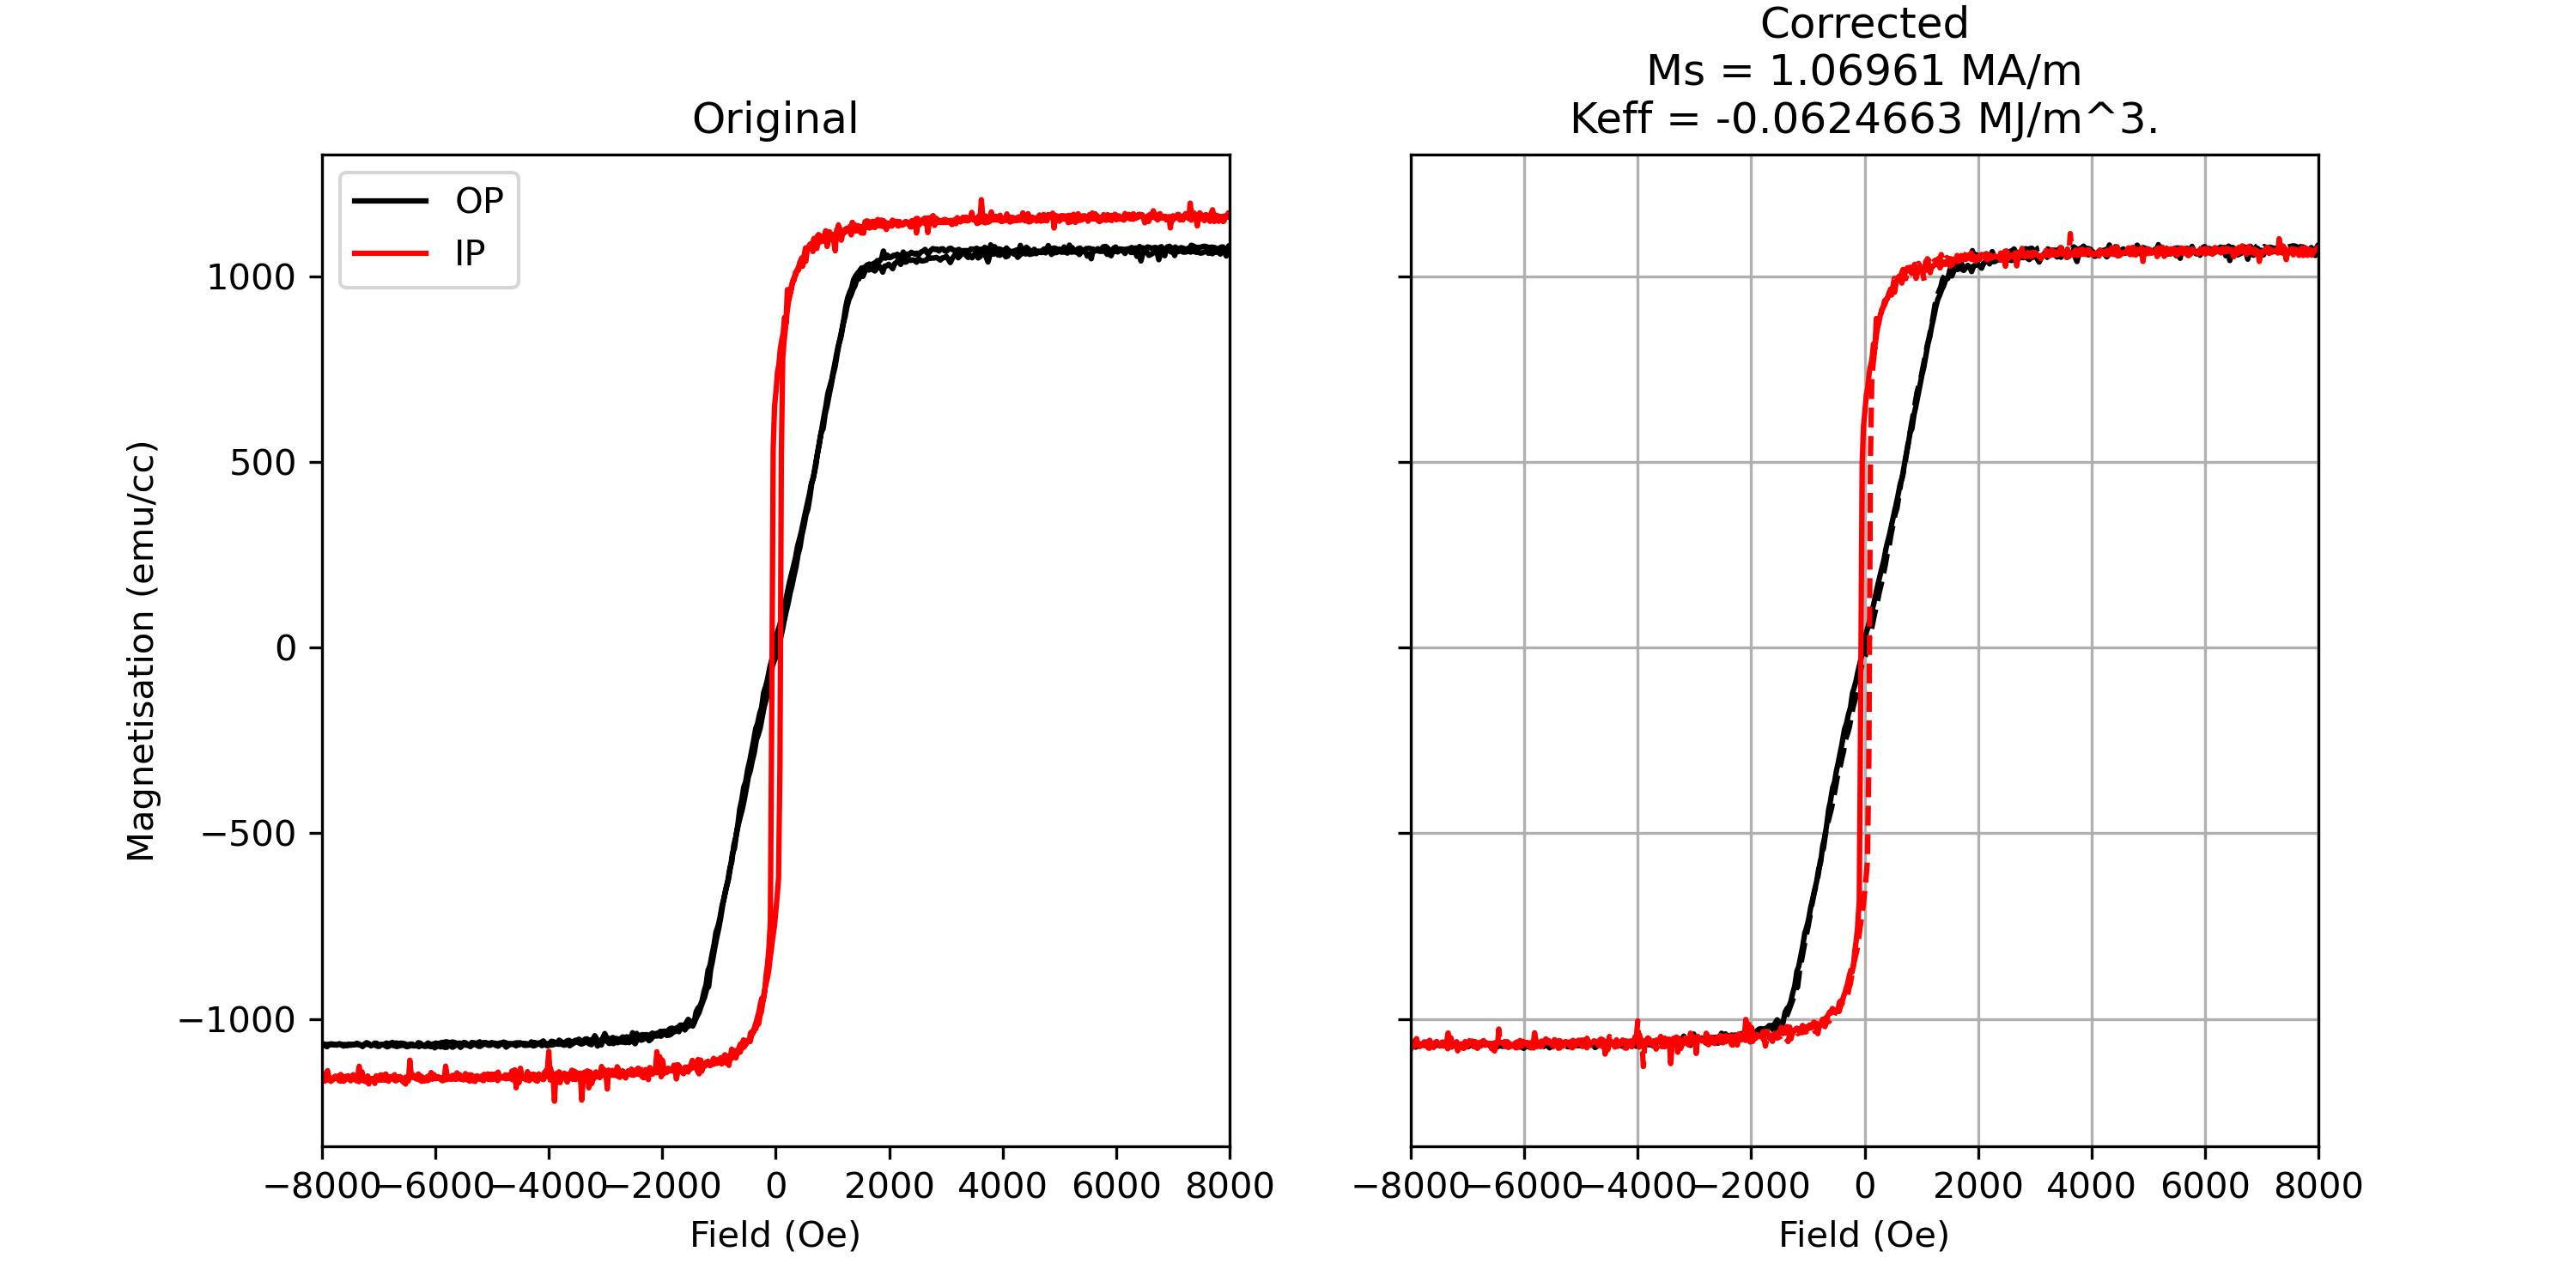 Original
OP
IP
1000
500
0
−500
−1000
Magnetisation (emu/cc)
−8000 −6000 −4000 −2000 0 2000 4000 6000 8000
Field (Oe)
Corrected
Ms = 1.06961 MA/m
Keff = -0.0624663 MJ/m^3.
−8000 −6000 −4000 −2000 0 2000 4000 6000 8000
Field (Oe)